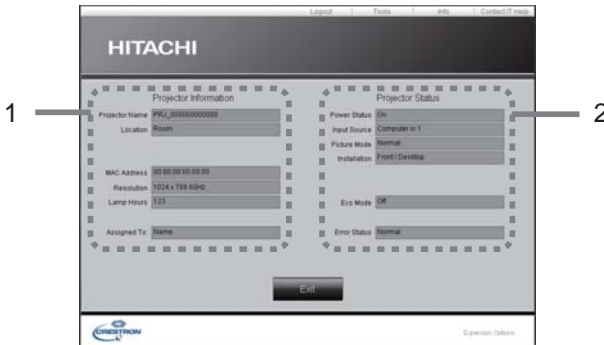 Logout Tools Info Contact IT Help
HITACHI
1
2
Projector Information
Projector Name PRJ_000000000000
Location Room
MAC Address 00:00:00:00:00:00
Resolution 1024 x 768 60Hz
Lamp Hours 123
Assigned To Name
Projector Status
Power Status On
Input Source Computer in 1
Picture Mode Normal
Installation Front / Desktop
Eco Mode Off
Error Status Normal
Exit
CRESTRON
Expansion Options